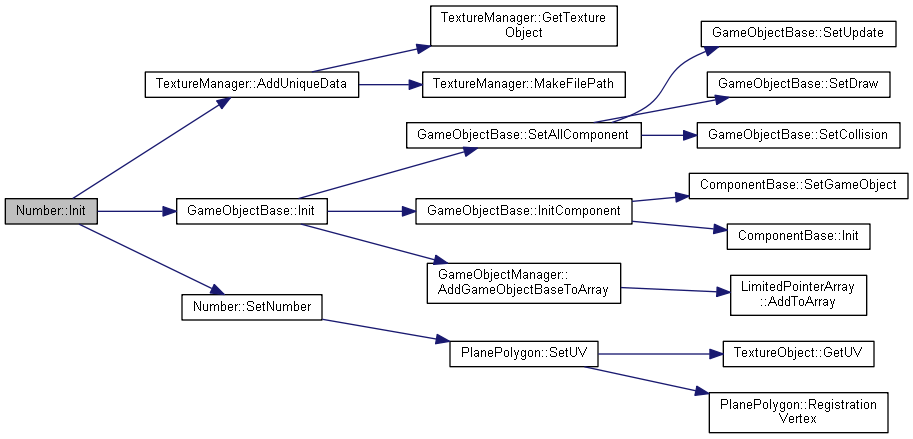 TextureManager::GetTexture
Object
GameObjectBase::SetUpdate
TextureManager::AddUniqueData
TextureManager::MakeFilePath
GameObjectBase::SetDraw
GameObjectBase::SetAllComponent
GameObjectBase::SetCollision
ComponentBase::SetGameObject
Number::Init
GameObjectBase::Init
GameObjectBase::InitComponent
ComponentBase::Init
GameObjectManager::
AddGameObjectBaseToArray
LimitedPointerArray
::AddToArray
Number::SetNumber
PlanePolygon::SetUV
TextureObject::GetUV
PlanePolygon::Registration
Vertex